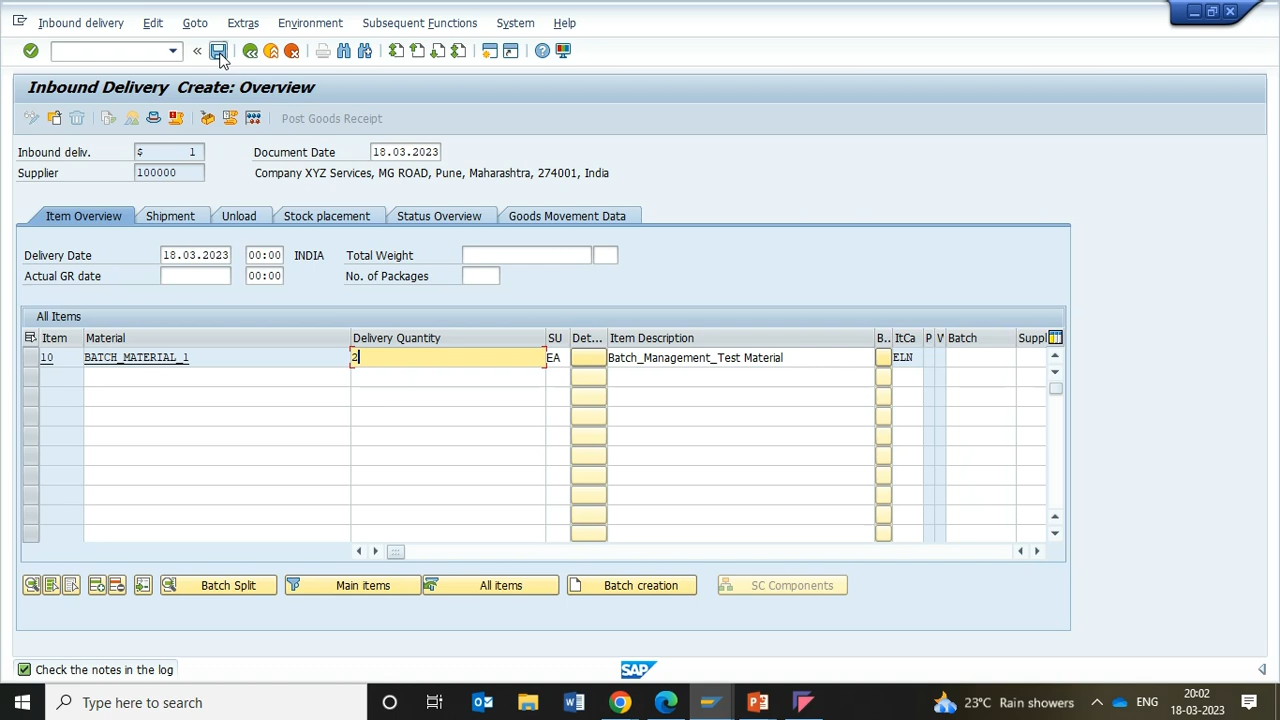 Inbound delivery Edit Goto Extras Environment Subsequent Functions System Help
Inbound Delivery Create: Overview
Post Goods Receipt
Inbound deliv. $ 1 Document Date 18.03.2023
Supplier 100000 Company XYZ Services, MG ROAD, Pune, Maharashtra, 274001, India
Item Overview Shipment Unload Stock placement Status Overview Goods Movement Data
Delivery Date 18.03.2023 00:00 INDIA Total Weight
Actual GR date 00:00 No. of Packages
All Items
Item Material Delivery Quantity SU Det... Item Description B.. ItCa P W Batch Suppl
10 BATCH_MATERIAL_1 2 EA Batch_Management_Test Material ELN
Batch Split Main items All items Batch creation SC Components
Check the notes in the log SAP
Type here to search 23°C Rain showers ENG 20:02
18-03-2023